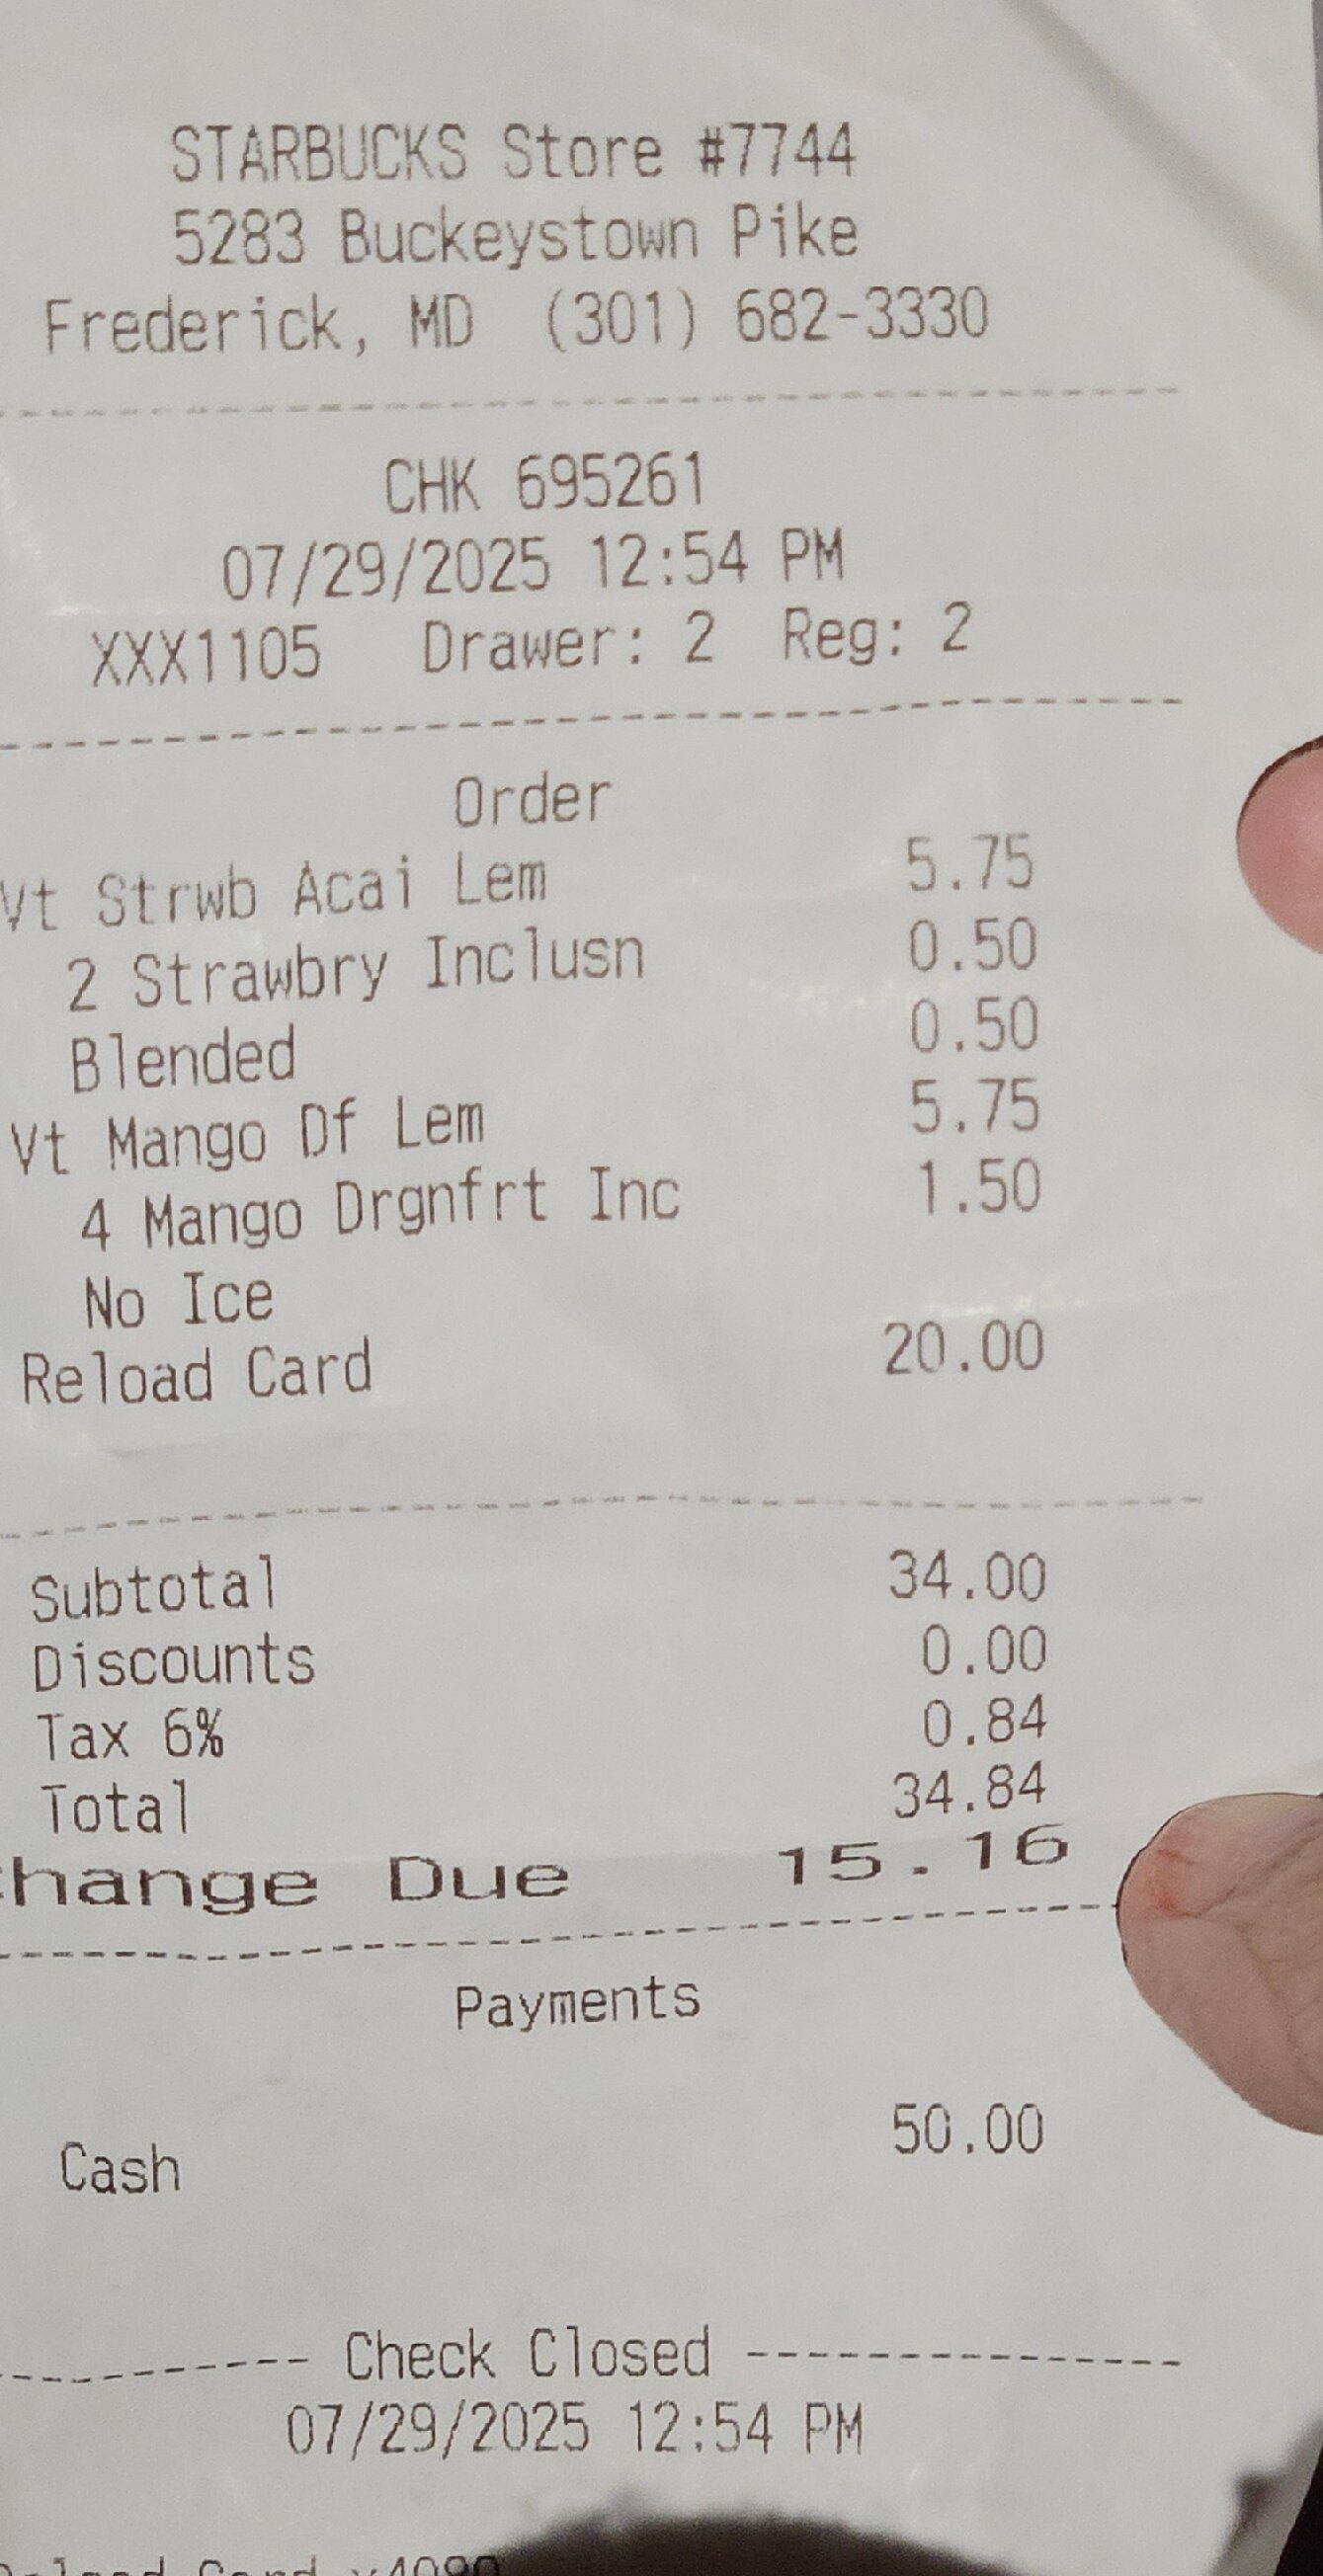 STARBUCKS Store #7744
5283 Buckeystown Pike
Frederick, MD (301) 682-3330
CHK 695261
07/29/2025 12:54 PM
XXX1105 Drawer: 2 Reg: 2
Order
Vt Strwb Acai Lem 5.75
2 Strawbry Inclusn 0.50
Blended 0.50
Vt Mango Df Lem 5.75
4 Mango Drgnfrt Inc 1.50
No Ice
Reload Card 20.00
Subtotal 34.00
Discounts 0.00
Tax 6% 0.84
Total 34.84
Change Due 15.16
Payments
Cash 50.00
Check Closed
07/29/2025 12:54 PM
Card